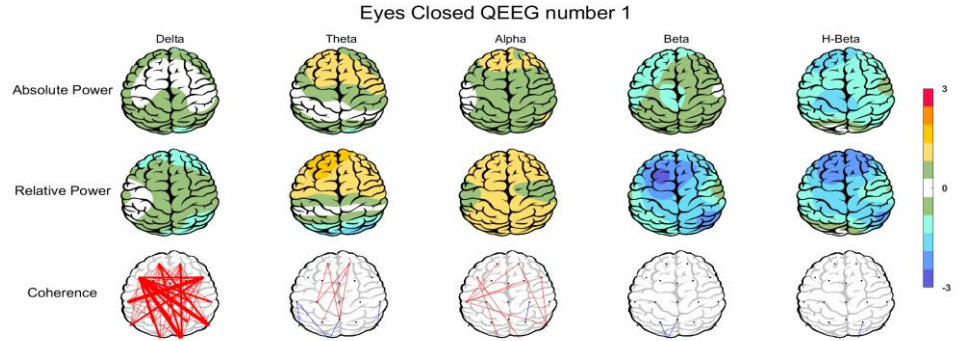 Eyes Closed QEEG number 1
Delta Theta Alpha Beta H-Beta
Absolute Power
Relative Power
Coherence
3
0
-3